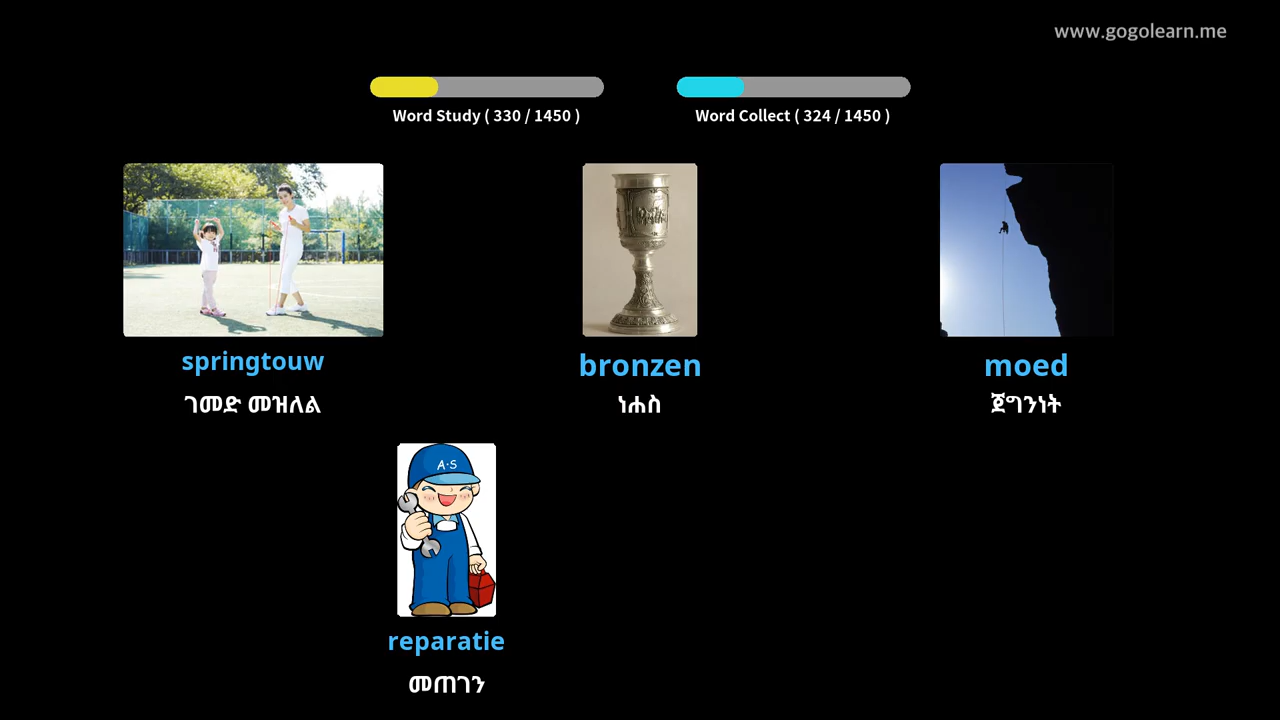 www.gogolearn.me
Word Study ( 330 / 1450 )
Word Collect ( 324 / 1450 )
springtouw
ገመድ መዝለል
bronzen
ነሐስ
moed
ጀግንነት
A·S
reparatie
መጠገን